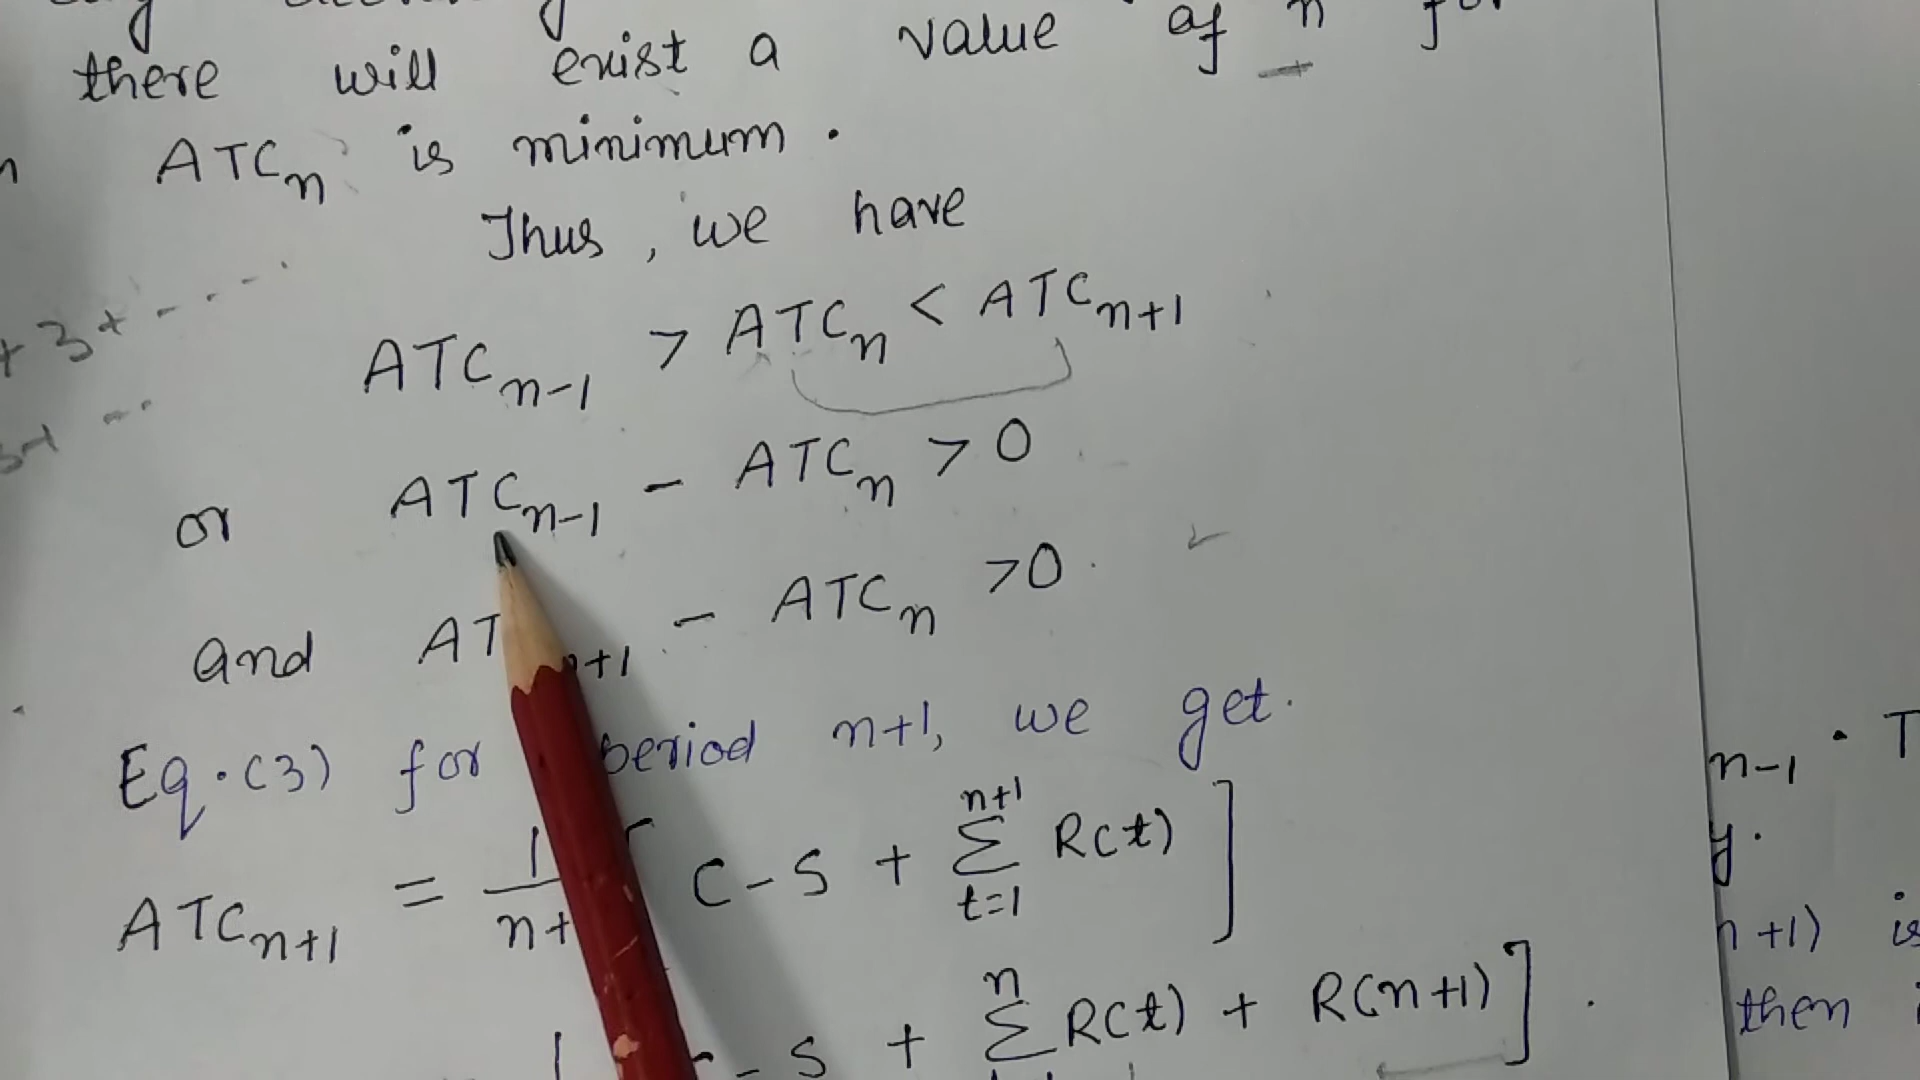 there will exist a value of n for
ATCn is minimum.
Thus, we have
+ 3 + -----
ATCn-1 > ATCn < ATCn+1
or ATCn-1 - ATCn > 0
and AT n+1 - ATCn >0.
Eq.(3) for period n+1, we get.
ATCn+1 = 1/n+ [ C-S + Σ_{t=1}^{n+1} R(t) ]
1 - S + Σ^{n} R(t) + R(n+1) ].
n-1 . T
y.
n+1) is
then i